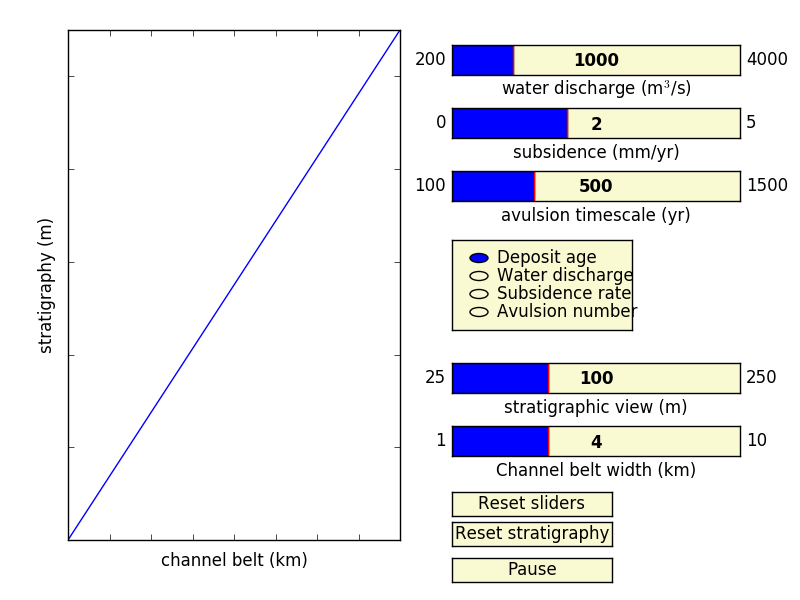 stratigraphy (m)
channel belt (km)
200 1000 4000
water discharge (m³/s)
0 2 5
subsidence (mm/yr)
100 500 1500
avulsion timescale (yr)
Deposit age
Water discharge
Subsidence rate
Avulsion number
25 100 250
stratigraphic view (m)
1 4 10
Channel belt width (km)
Reset sliders
Reset stratigraphy
Pause